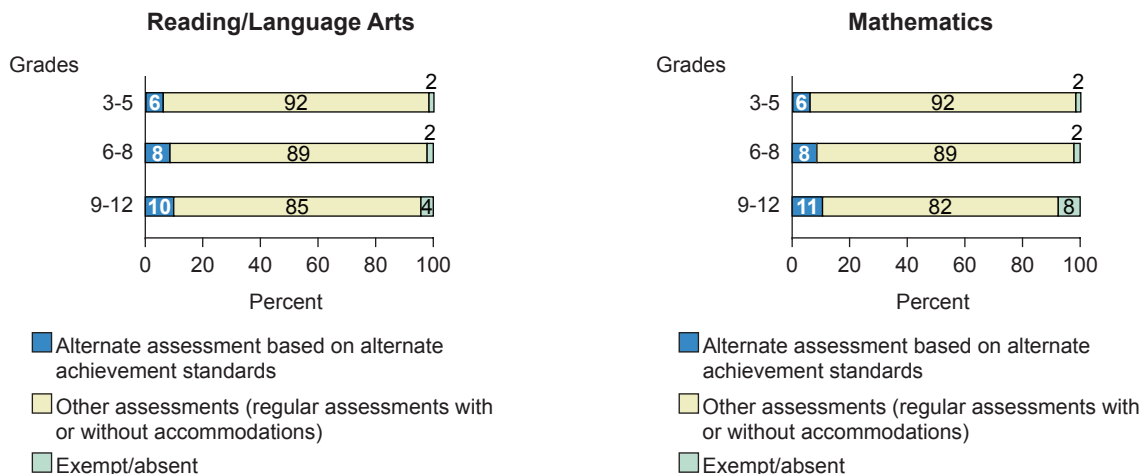 Reading/Language Arts
Grades
2
3-5 6 92
2
6-8 8 89
9-12 10 85 4
0 20 40 60 80 100
Percent
Alternate assessment based on alternate
achievement standards
Other assessments (regular assessments with
or without accommodations)
Exempt/absent
Mathematics
Grades
2
3-5 6 92
2
6-8 8 89
9-12 11 82 8
0 20 40 60 80 100
Percent
Alternate assessment based on alternate
achievement standards
Other assessments (regular assessments with
or without accommodations)
Exempt/absent